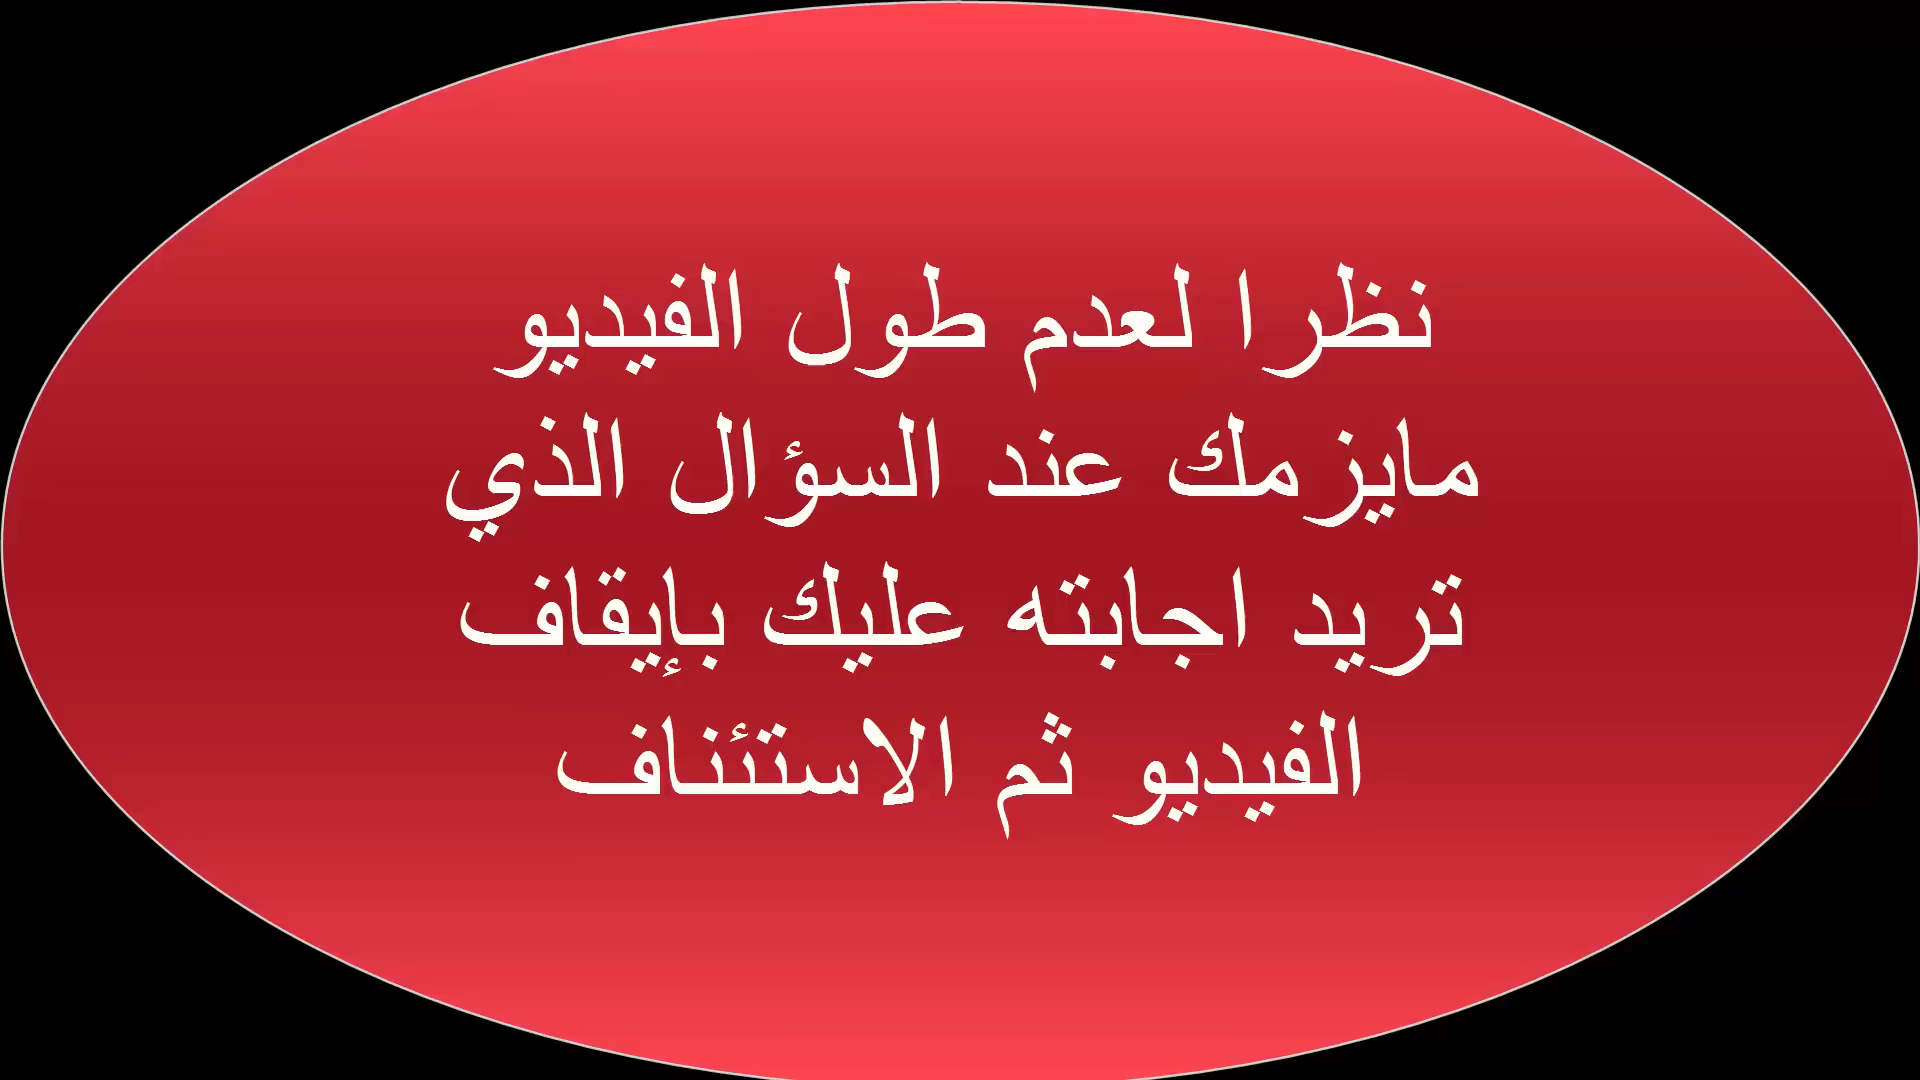 نظرا لعدم طول الفيديو
مايزمك عند السؤال الذي
تريد اجابته عليك بإيقاف
الفيديو ثم الاستئناف